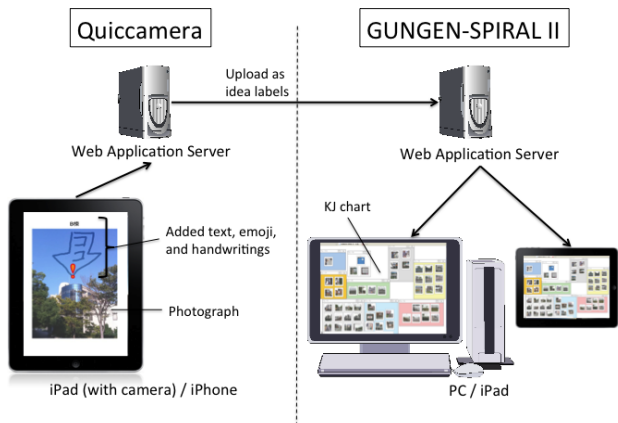 Quiccamera
GUNGEN-SPIRAL II
Upload as
idea labels
Web Application Server
Web Application Server
KJ chart
Added text, emoji,
and handwritings
Photograph
iPad (with camera) / iPhone
PC / iPad